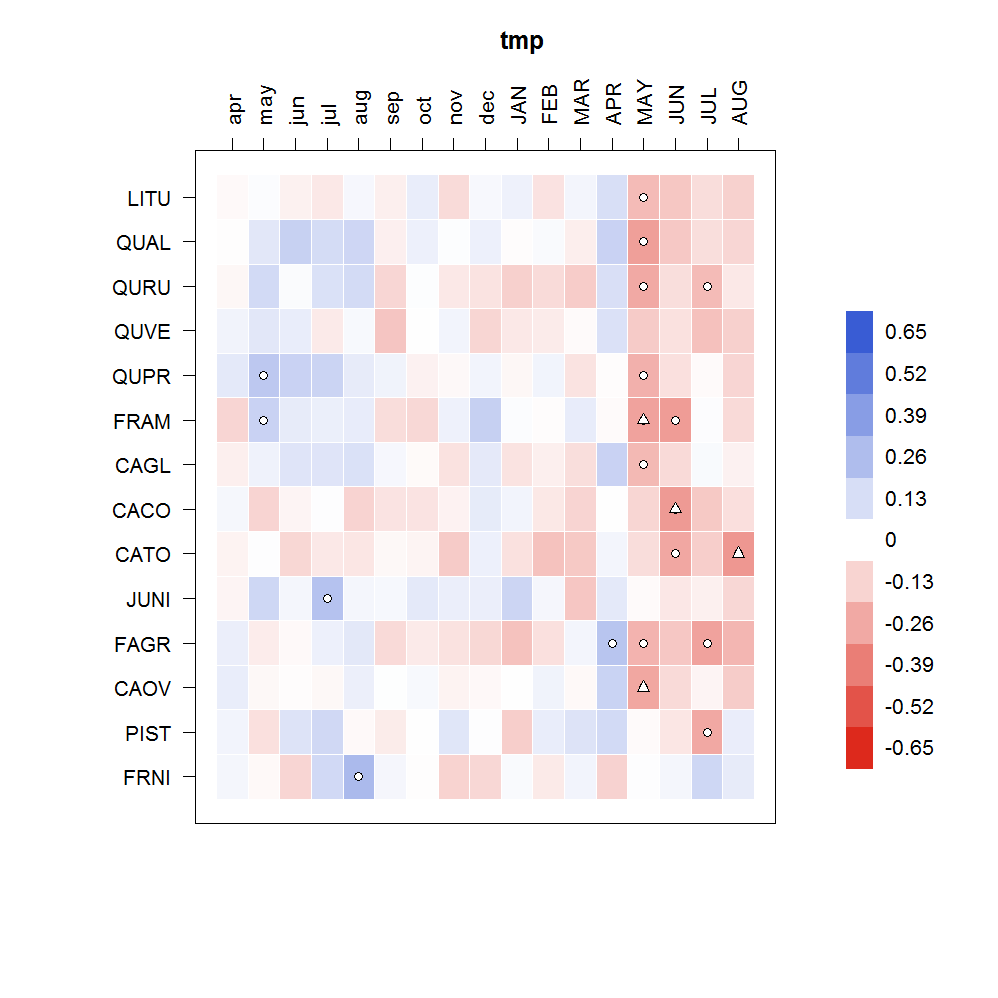 tmp
apr may jun jul aug sep oct nov dec JAN FEB MAR APR MAY JUN JUL AUG
LITU
QUAL
QURU
QUVE
QUPR
FRAM
CAGL
CACO
CATO
JUNI
FAGR
CAOV
PIST
FRNI
0.65
0.52
0.39
0.26
0.13
0
-0.13
-0.26
-0.39
-0.52
-0.65